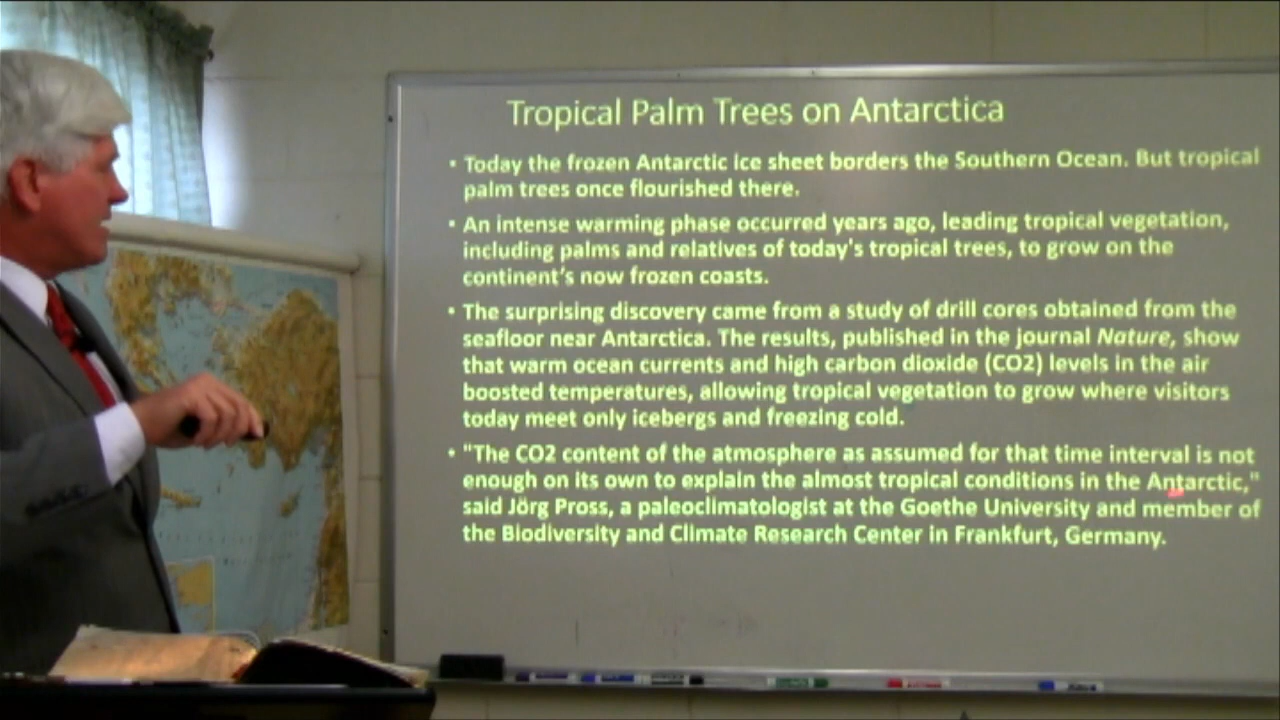 Tropical Palm Trees on Antarctica
• Today the frozen Antarctic ice sheet borders the Southern Ocean. But tropical
palm trees once flourished there.
• An intense warming phase occurred years ago, leading tropical vegetation,
including palms and relatives of today's tropical trees, to grow on the
continent's now frozen coasts.
• The surprising discovery came from a study of drill cores obtained from the
seafloor near Antarctica. The results, published in the journal Nature, show
that warm ocean currents and high carbon dioxide (CO2) levels in the air
boosted temperatures, allowing tropical vegetation to grow where visitors
today meet only icebergs and freezing cold.
• "The CO2 content of the atmosphere as assumed for that time interval is not
enough on its own to explain the almost tropical conditions in the Antarctic,"
said Jörg Pross, a paleoclimatologist at the Goethe University and member of
the Biodiversity and Climate Research Center in Frankfurt, Germany.